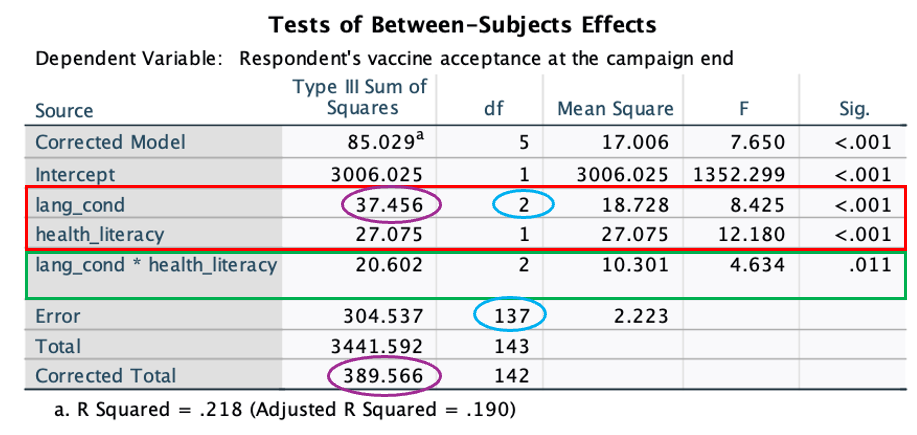 Tests of Between-Subjects Effects
Dependent Variable: Respondent's vaccine acceptance at the campaign end
Source Type III Sum of Squares df Mean Square F Sig.
Corrected Model 85.029a 5 17.006 7.650 <.001
Intercept 3006.025 1 3006.025 1352.299 <.001
lang_cond 37.456 2 18.728 8.425 <.001
health_literacy 27.075 1 27.075 12.180 <.001
lang_cond * health_literacy 20.602 2 10.301 4.634 .011
Error 304.537 137 2.223
Total 3441.592 143
Corrected Total 389.566 142
a. R Squared = .218 (Adjusted R Squared = .190)